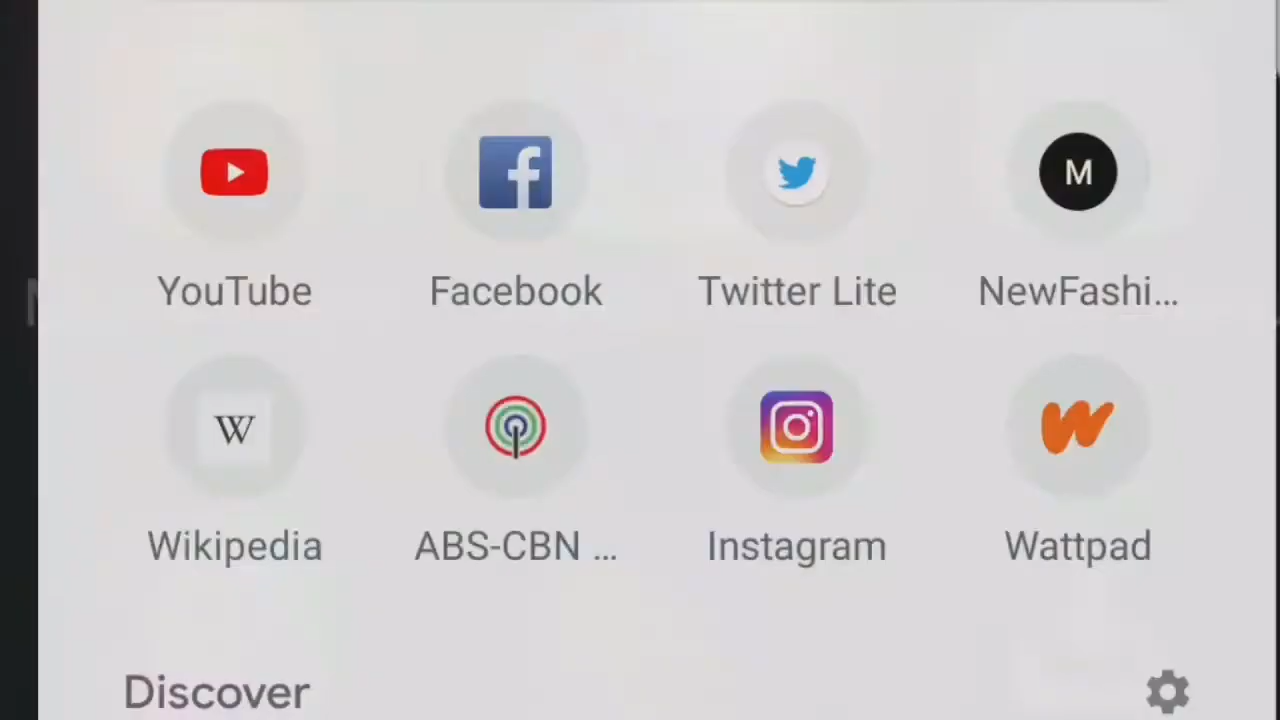 M
YouTube Facebook Twitter Lite NewFashi...
W
Wikipedia ABS-CBN ... Instagram Wattpad
Discover